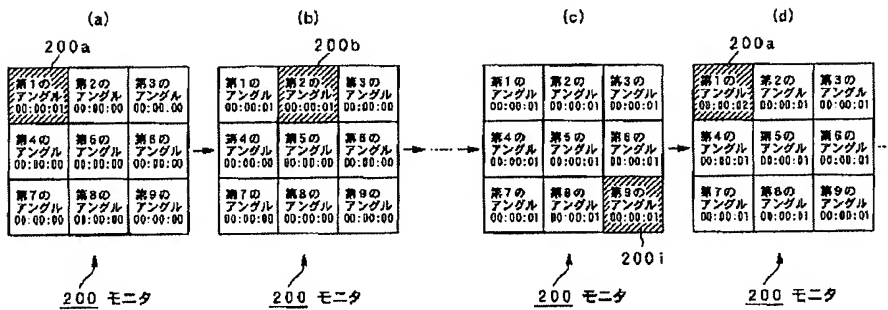 (a)
200a
第1の 第2の 第3の
アングル アングル アングル
00:00:01 00:00:00 00:00:00
第4の 第5の 第6の
アングル アングル アングル
00:00:00 00:00:00 00:00:00
第7の 第8の 第9の
アングル アングル アングル
00:00:00 00:00:00 00:00:00
200 モニタ
(b)
200b
第1の 第2の 第3の
アングル アングル アングル
00:00:01 00:00:01 00:00:00
第4の 第5の 第6の
アングル アングル アングル
00:00:00 00:00:00 00:00:00
第7の 第8の 第9の
アングル アングル アングル
00:00:00 00:00:00 00:00:00
200 モニタ
(c)
第1の 第2の 第3の
アングル アングル アングル
00:00:01 00:00:01 00:00:01
第4の 第5の 第6の
アングル アングル アングル
00:00:01 00:00:01 00:00:01
第7の 第8の 第9の
アングル アングル アングル
00:00:01 00:00:01 00:00:01
200i
200 モニタ
(d)
200a
第1の 第2の 第3の
アングル アングル アングル
00:00:02 00:00:01 00:00:01
第4の 第5の 第6の
アングル アングル アングル
00:00:01 00:00:01 00:00:01
第7の 第8の 第9の
アングル アングル アングル
00:00:01 00:00:01 00:00:01
200 モニタ